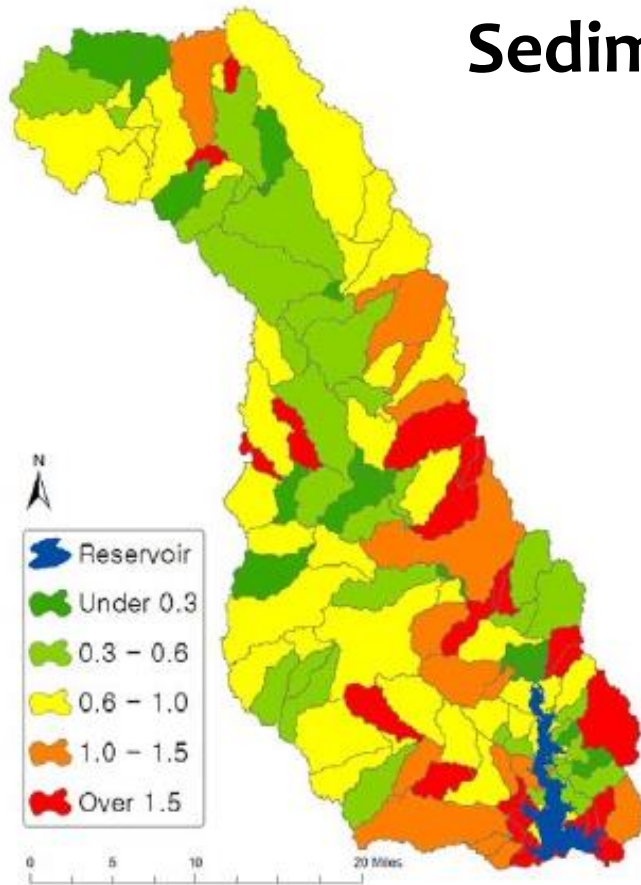 Sedim
N
Reservoir
Under 0.3
0.3 - 0.6
0.6 - 1.0
1.0 - 1.5
Over 1.5
0 5 10 20 Miles